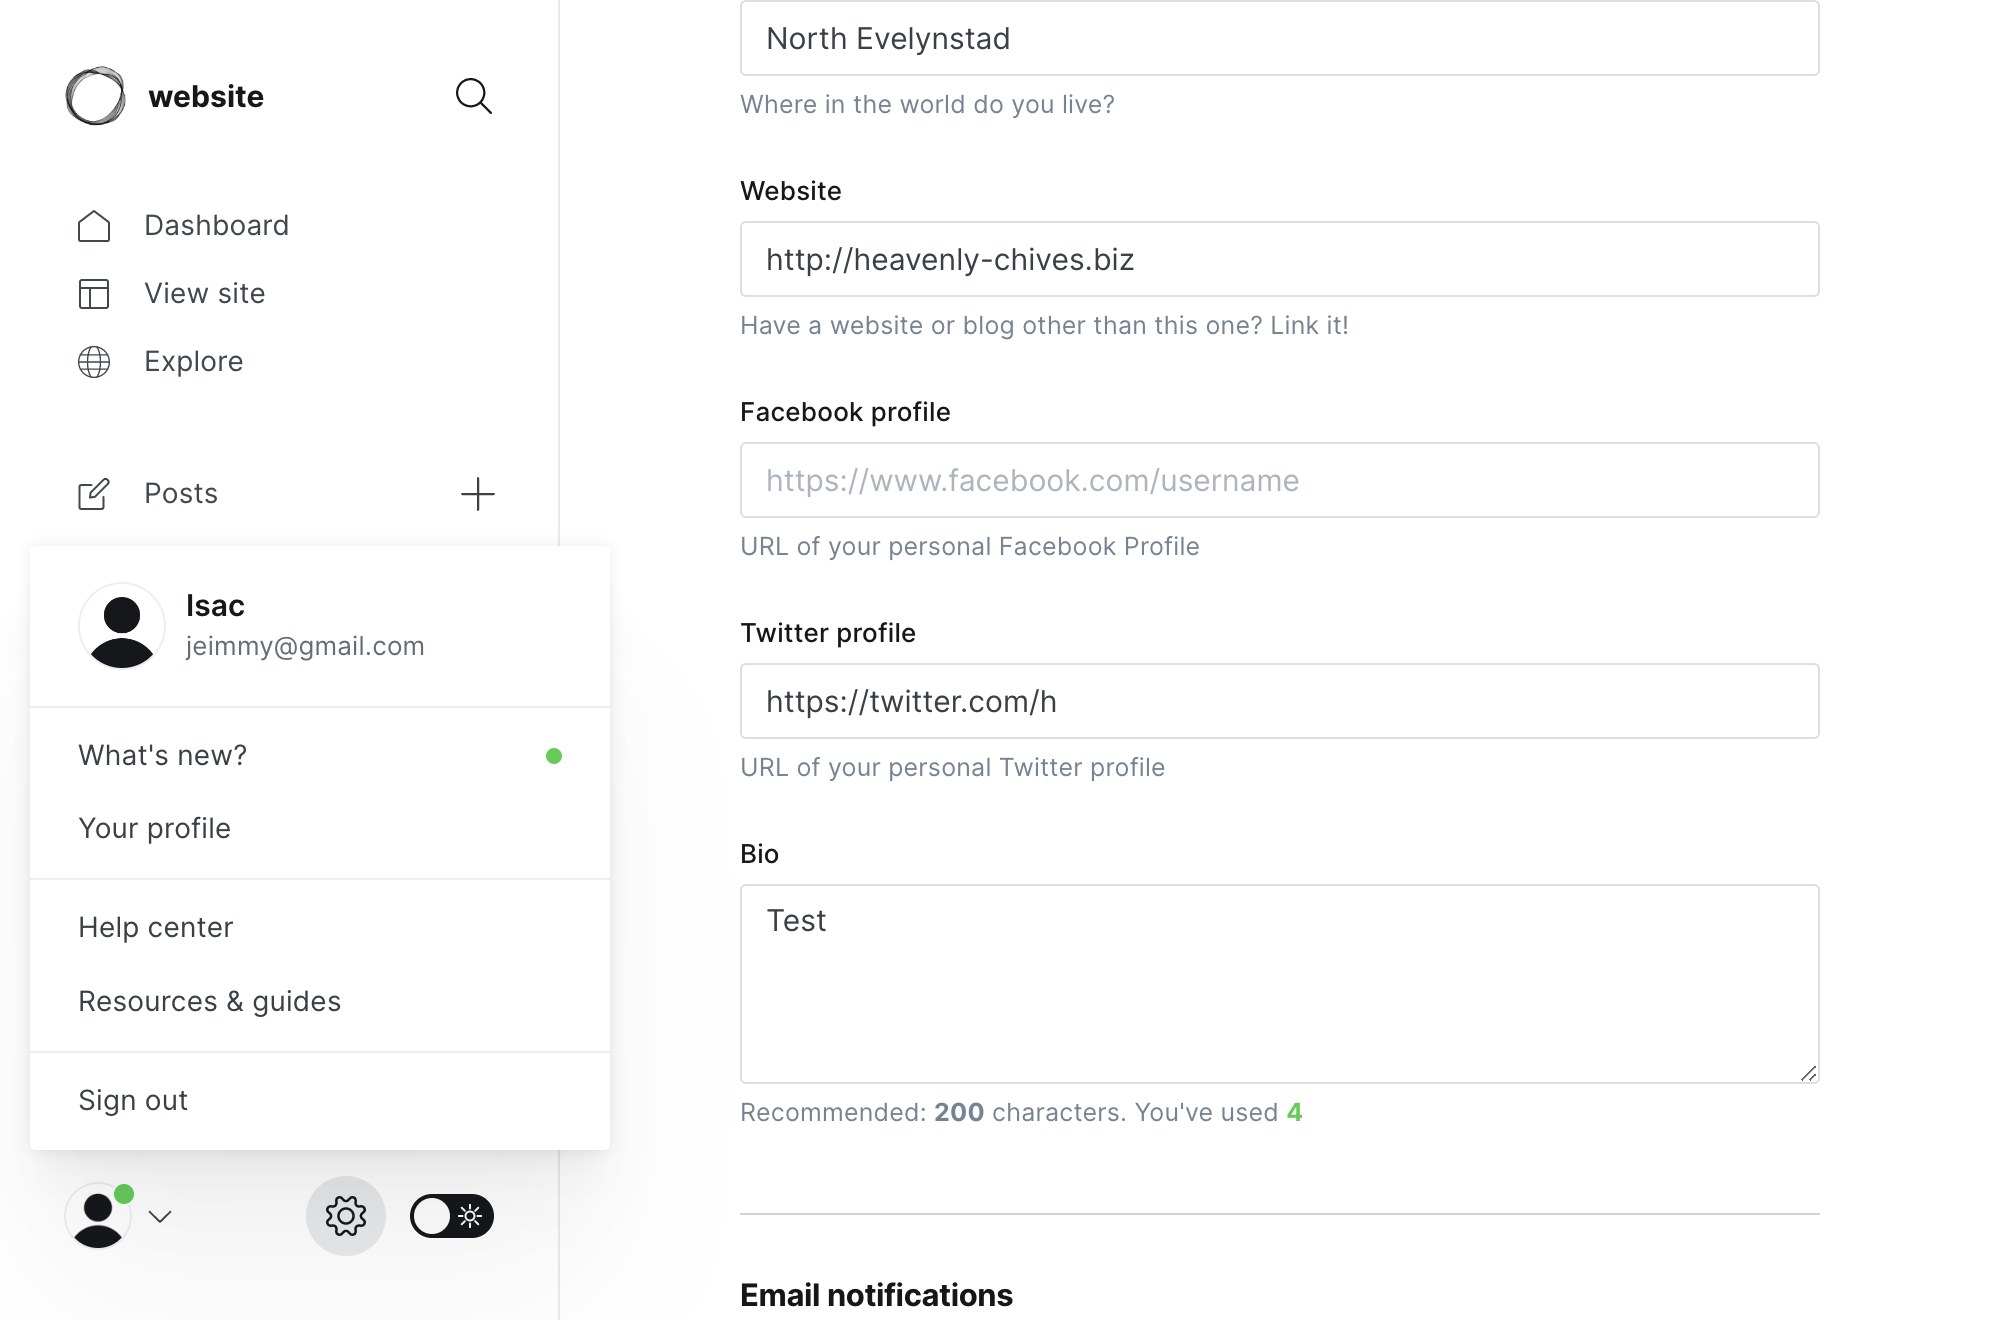 website
Dashboard
View site
Explore
Posts
Isac
jeimmy@gmail.com
What's new?
Your profile
Help center
Resources & guides
Sign out
North Evelynstad
Where in the world do you live?
Website
http://heavenly-chives.biz
Have a website or blog other than this one? Link it!
Facebook profile
https://www.facebook.com/username
URL of your personal Facebook Profile
Twitter profile
https://twitter.com/h
URL of your personal Twitter profile
Bio
Test
Recommended: 200 characters. You've used 4
Email notifications